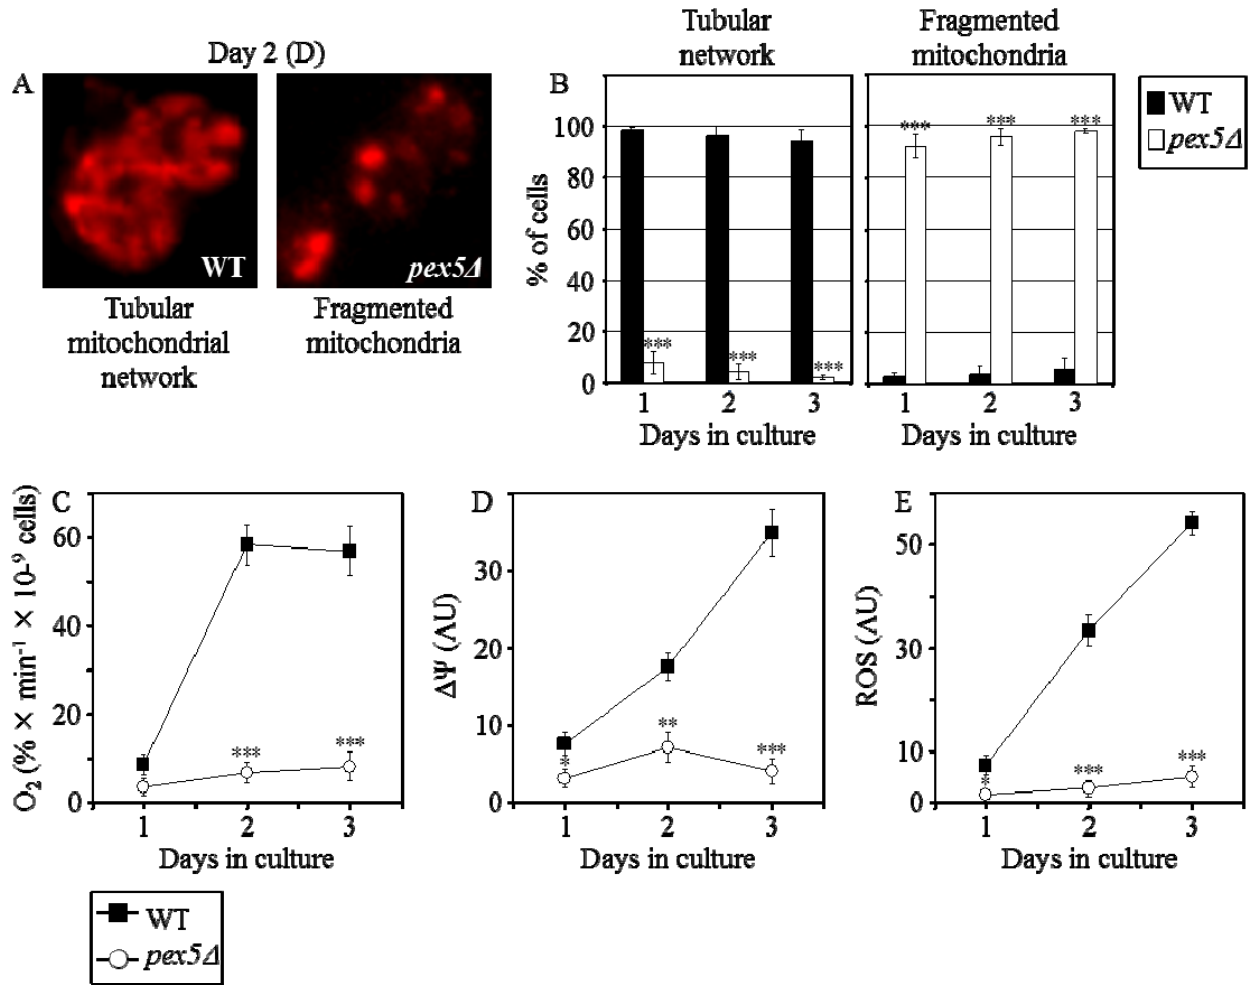 Day 2 (D)
A
WT
pex5Δ
Tubular
mitochondrial
network
Fragmented
mitochondria
Tubular
network
Fragmented
mitochondria
B
WT
pex5Δ
% of cells
100
80
60
40
20
0
***
***
***
***
***
***
1 2 3
Days in culture
1 2 3
Days in culture
C
O₂ (% × min⁻¹ × 10⁻⁹ cells)
60
40
20
0
***
***
1 2 3
Days in culture
D
ΔΨ (AU)
30
20
10
0
*
**
***
1 2 3
Days in culture
E
ROS (AU)
50
30
10
0
*
***
***
1 2 3
Days in culture
WT
pex5Δ